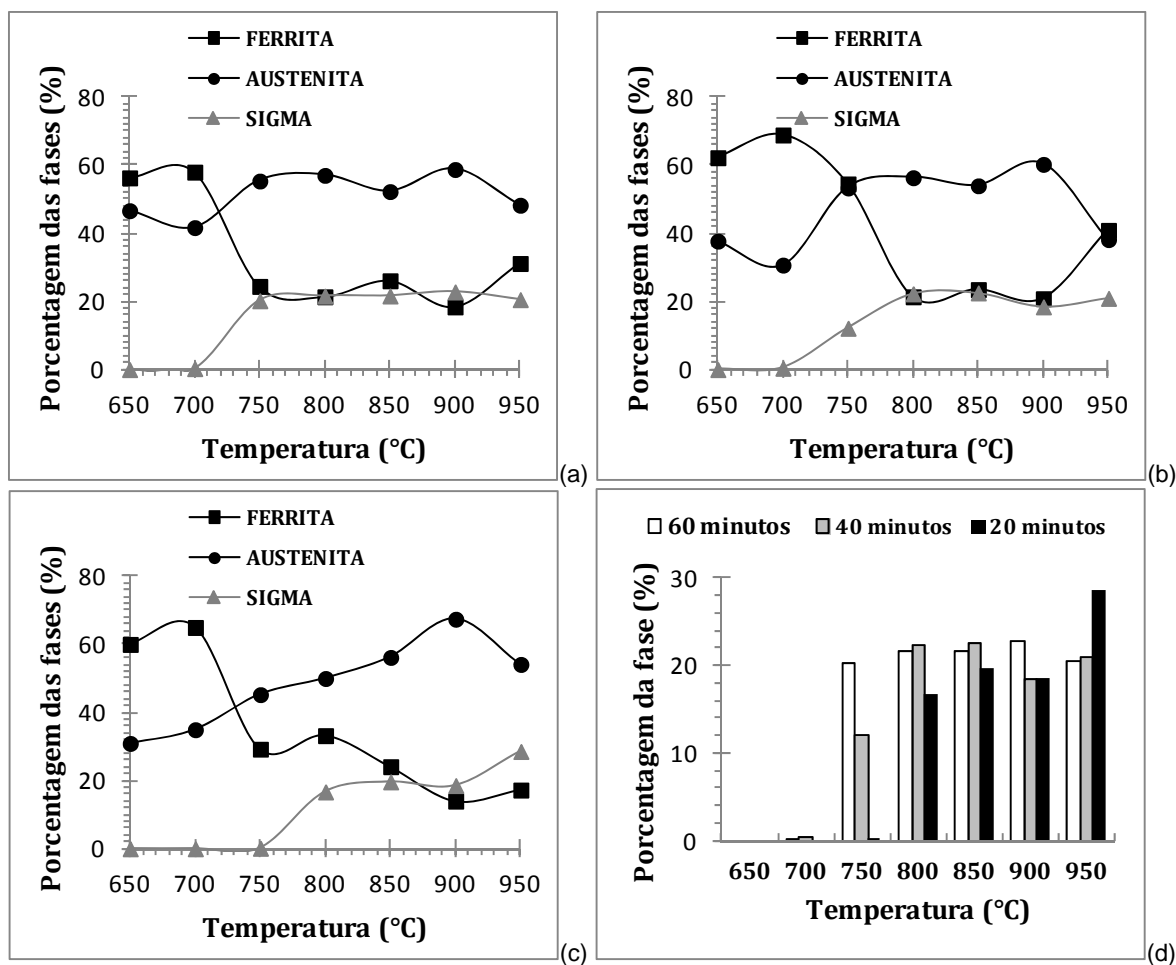 FERRITA
AUSTENITA
SIGMA
Porcentagem das fases (%)
80
60
40
20
0
650 700 750 800 850 900 950
Temperatura (°C)
(a)
FERRITA
AUSTENITA
SIGMA
Porcentagem das fases (%)
80
60
40
20
0
650 700 750 800 850 900 950
Temperatura (°C)
(b)
FERRITA
AUSTENITA
SIGMA
Porcentagem das fases (%)
80
60
40
20
0
650 700 750 800 850 900 950
Temperatura (°C)
(c)
60 minutos 40 minutos 20 minutos
Porcentagem da fase (%)
30
20
10
0
650 700 750 800 850 900 950
Temperatura (°C)
(d)